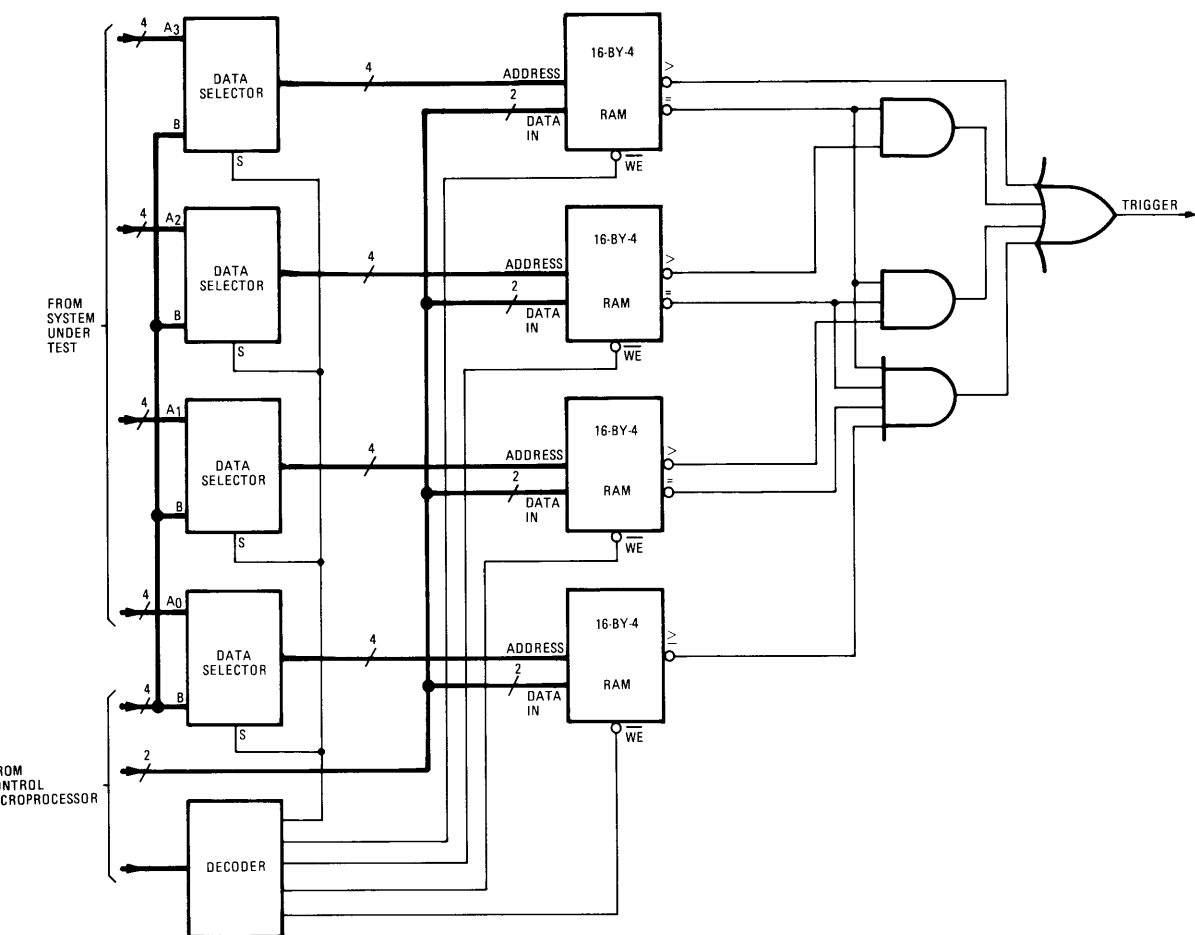 4
A3
DATA
SELECTOR
B
S
4
ADDRESS
2
DATA
IN
16-BY-4
RAM
>
=
WE
4
A2
DATA
SELECTOR
B
S
4
ADDRESS
2
DATA
IN
16-BY-4
RAM
>
=
WE
TRIGGER
FROM
SYSTEM
UNDER
TEST
4
A1
DATA
SELECTOR
B
S
4
ADDRESS
2
DATA
IN
16-BY-4
RAM
>
=
WE
4
A0
DATA
SELECTOR
4
B
S
4
ADDRESS
2
DATA
IN
16-BY-4
RAM
≥
WE
2
ROM
ONTROL
ICROPROCESSOR
DECODER